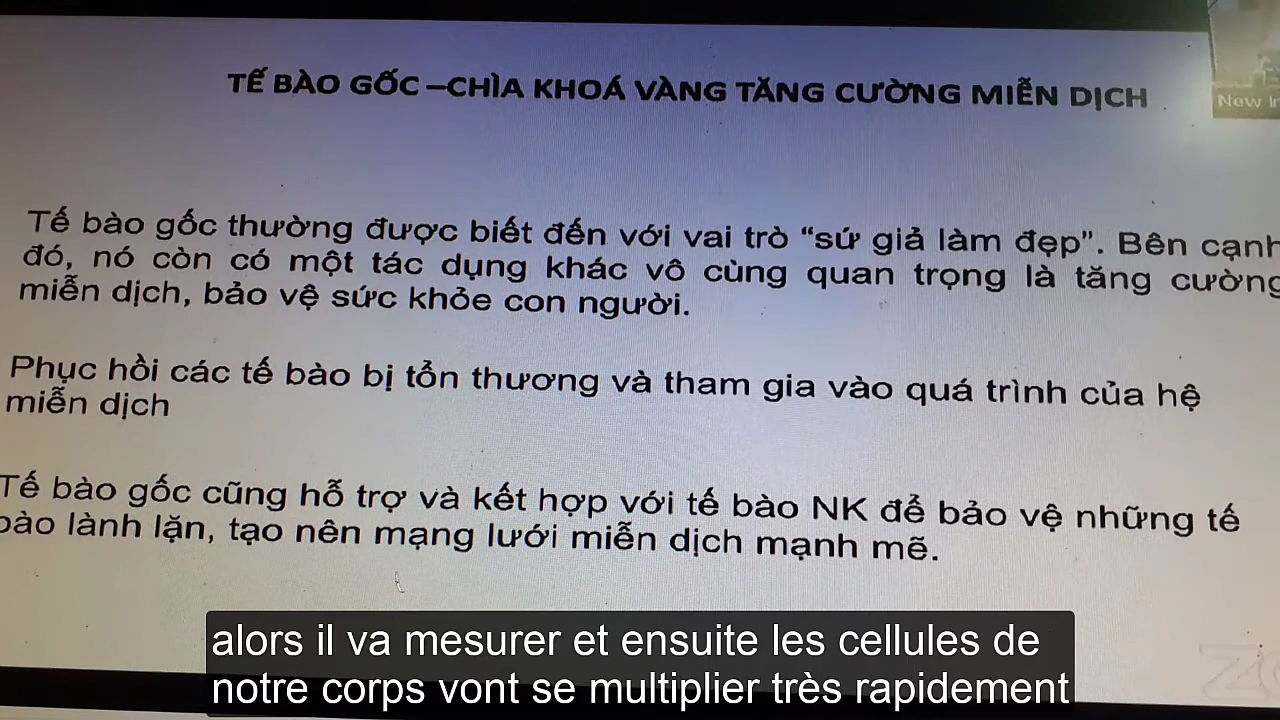 TẾ BÀO GỐC –CHÌA KHOÁ VÀNG TĂNG CƯỜNG MIỄN DỊCH
New
Tế bào gốc thường được biết đến với vai trò “sứ giả làm đẹp”. Bên cạnh
đó, nó còn có một tác dụng khác vô cùng quan trọng là tăng cường
miễn dịch, bảo vệ sức khỏe con người.
Phục hồi các tế bào bị tổn thương và tham gia vào quá trình của hệ
miễn dịch
Tế bào gốc cũng hỗ trợ và kết hợp với tế bào NK để bảo vệ những tế
bào lành lặn, tạo nên mạng lưới miễn dịch mạnh mẽ.
alors il va mesurer et ensuite les cellules de
notre corps vont se multiplier très rapidement